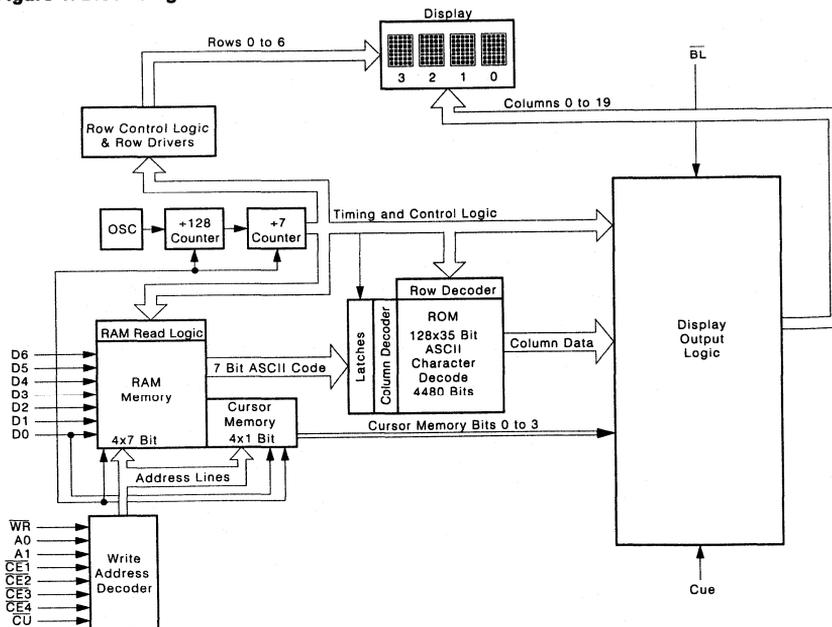 Display
Rows 0 to 6
3 2 1 0
BL
Columns 0 to 19
Row Control Logic
& Row Drivers
Timing and Control Logic
OSC
÷128
Counter
÷7
Counter
Row Decoder
RAM Read Logic
Latches
Column Decoder
ROM
128x35 Bit
ASCII
Character
Decode
4480 Bits
Column Data
Display
Output
Logic
D6
D5
D4
D3
D2
D1
D0
RAM
Memory
4x7 Bit
7 Bit ASCII Code
Cursor
Memory
4x1 Bit
Cursor Memory Bits 0 to 3
Address Lines
WR
A0
A1
CE1
CE2
CE3
CE4
CU
Write
Address
Decoder
Cue